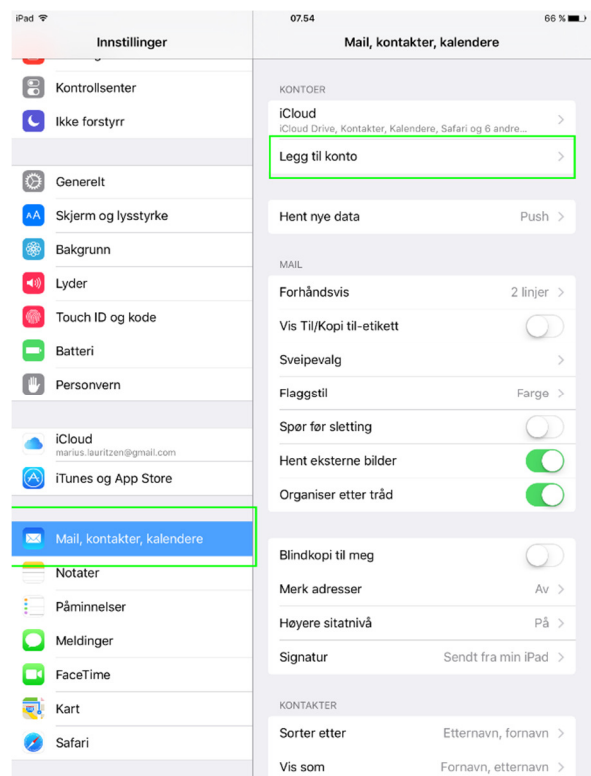 iPad 07.54 66 %
Innstillinger
Kontrollsenter
Ikke forstyrr
Generelt
AA Skjerm og lysstyrke
Bakgrunn
Lyder
Touch ID og kode
Batteri
Personvern
iCloud
marius.lauritzen@gmail.com
iTunes og App Store
Mail, kontakter, kalendere
Notater
Påminnelser
Meldinger
FaceTime
Kart
Safari
Mail, kontakter, kalendere
KONTOER
iCloud
iCloud Drive, Kontakter, Kalendere, Safari og 6 andre...
Legg til konto
Hent nye data Push
MAIL
Forhåndsvis 2 linjer
Vis Til/Kopi til-etikett
Sveipevalg
Flaggstil Farge
Spør før sletting
Hent eksterne bilder
Organiser etter tråd
Blindkopi til meg
Merk adresser Av
Høyere sitatnivå På
Signatur Sendt fra min iPad
KONTAKTER
Sorter etter Etternavn, fornavn
Vis som Fornavn, etternavn